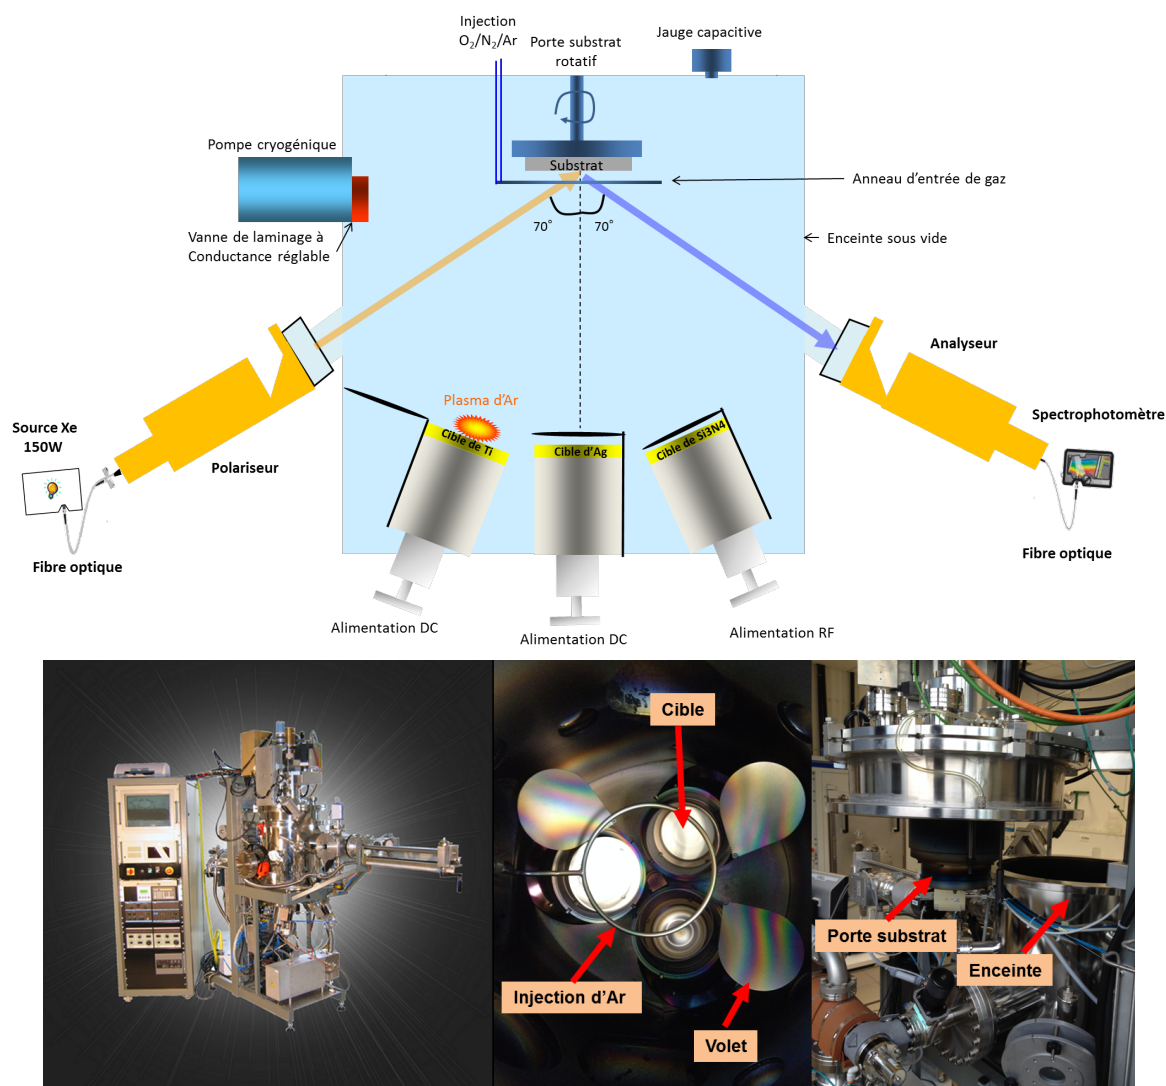 Injection
O2/N2/Ar
Porte substrat
rotatif
Jauge capacitive
Pompe cryogénique
Substrat
Anneau d'entrée de gaz
70°
70°
Vanne de laminage à
Conductance réglable
Enceinte sous vide
Analyseur
Plasma d'Ar
Spectrophotomètre
Source Xe
150W
Cible de Ti
Cible d'Ag
Cible de Si3N4
Polariseur
Fibre optique
Fibre optique
Alimentation DC
Alimentation DC
Alimentation RF
Cible
Porte substrat
Enceinte
Injection d'Ar
Volet